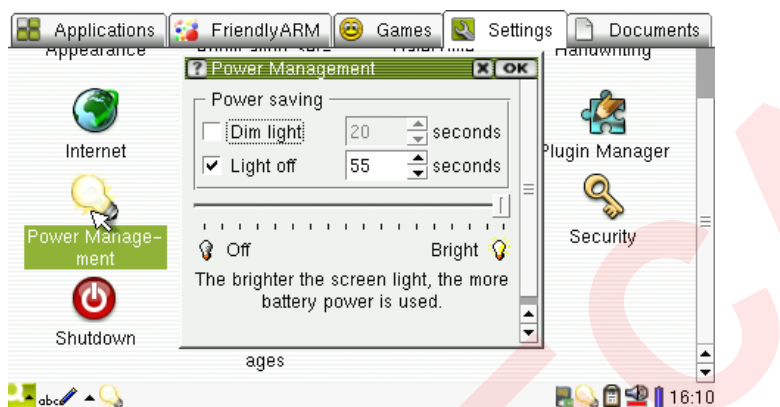 Applications
FriendlyARM
Games
Settings
Documents
Appearance
Handwriting
? Power Management
X
OK
Power saving
Dim light
20
seconds
Light off
55
seconds
Internet
Plugin Manager
Power Manage-
ment
Off
Bright
Security
The brighter the screen light, the more
battery power is used.
Shutdown
ages
abc
16:10